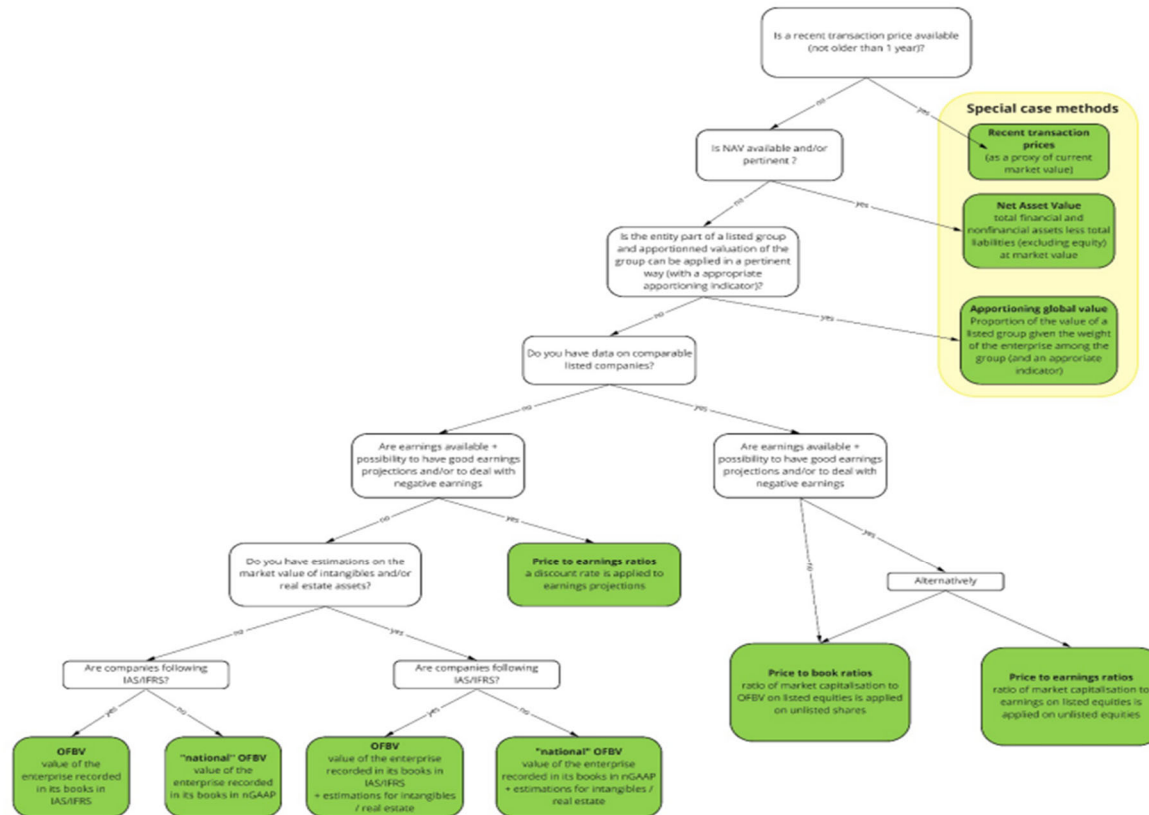 Is a recent transaction price available
(not older than 1 year)?
no
yes
Special case methods
Recent transaction
prices
(as a proxy of current
market value)
Is NAV available and/or
pertinent ?
no
yes
Net Asset Value
total financial and
nonfinancial assets less total
liabilities (excluding equity)
at market value
Is the entity part of a listed group
and apportionned valuation of the
group can be applied in a pertinent
way (with a appropriate
apportioning indicator)?
no
yes
Apportioning global value
Proportion of the value of a
listed group given the weight
of the enterprise among the
group (and an approriate
indicator)
Do you have data on comparable
listed companies?
no
yes
Are earnings available +
possibility to have good earnings
projections and/or to deal with
negative earnings
Are earnings available +
possibility to have good earnings
projections and/or to deal with
negative earnings
no
yes
no
yes
Do you have estimations on the
market value of intangibles and/or
real estate assets?
Price to earnings ratios
a discount rate is applied to
earnings projections
Alternatively
no
yes
Are companies following
IAS/IFRS?
Are companies following
IAS/IFRS?
Price to book ratios
ratio of market capitalisation to
OFBV on listed equities is applied
on unlisted shares
Price to earnings ratios
ratio of market capitalisation to
earnings on listed equities is
applied on unlisted equities
yes
no
yes
no
OFBV
value of the
enterprise recorded
in its books in
IAS/IFRS
"national" OFBV
value of the
enterprise recorded
in its books in nGAAP
OFBV
value of the enterprise
recorded in its books in
IAS/IFRS
+ estimations for intangibles
/ real estate
"national" OFBV
value of the enterprise
recorded in its books in nGAAP
+ estimations for intangibles /
real estate